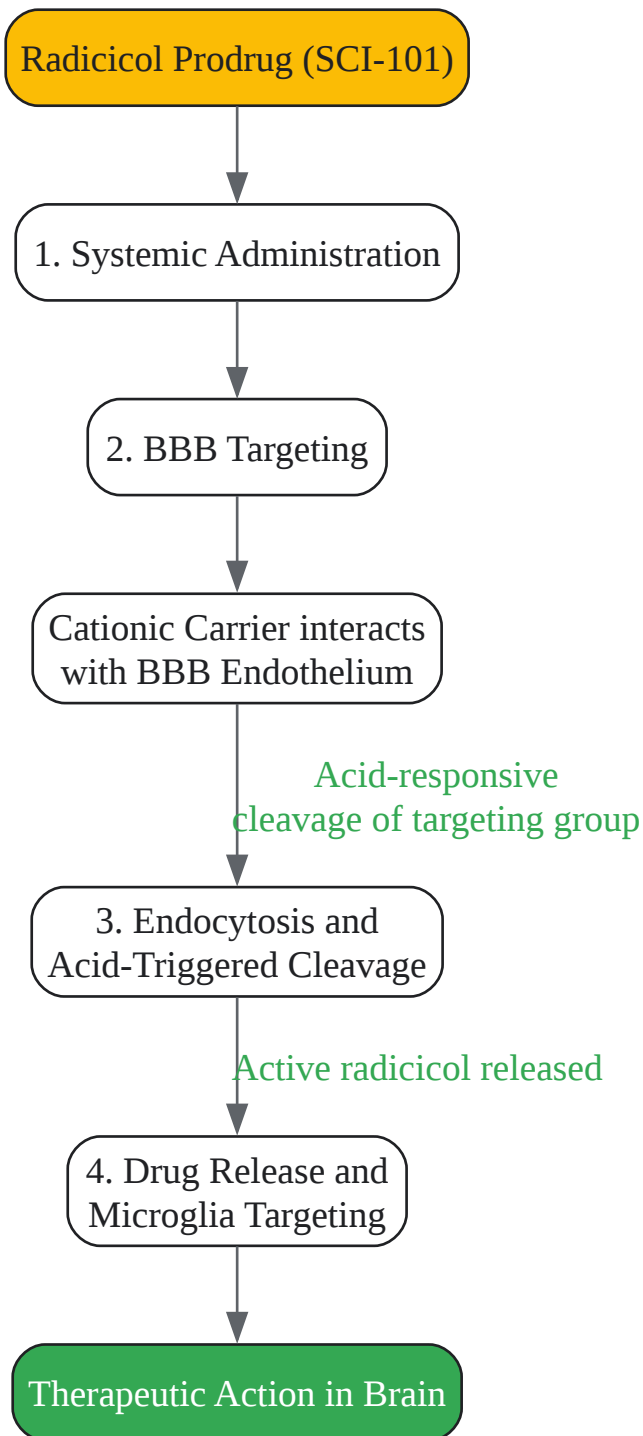 Radicicol Prodrug (SCI-101)
1. Systemic Administration
2. BBB Targeting
Cationic Carrier interacts
with BBB Endothelium
Acid-responsive
cleavage of targeting group
3. Endocytosis and
Acid-Triggered Cleavage
Active radicicol released
4. Drug Release and
Microglia Targeting
Therapeutic Action in Brain